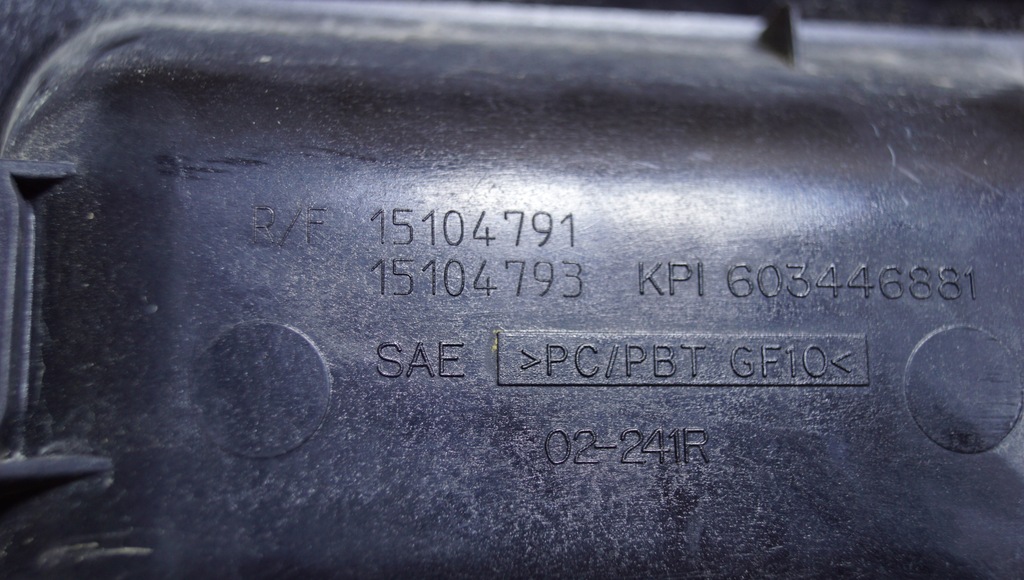 R/F 15104791
15104793 KPI 603446881
SAE >PC/PBT GF10<
02-241R